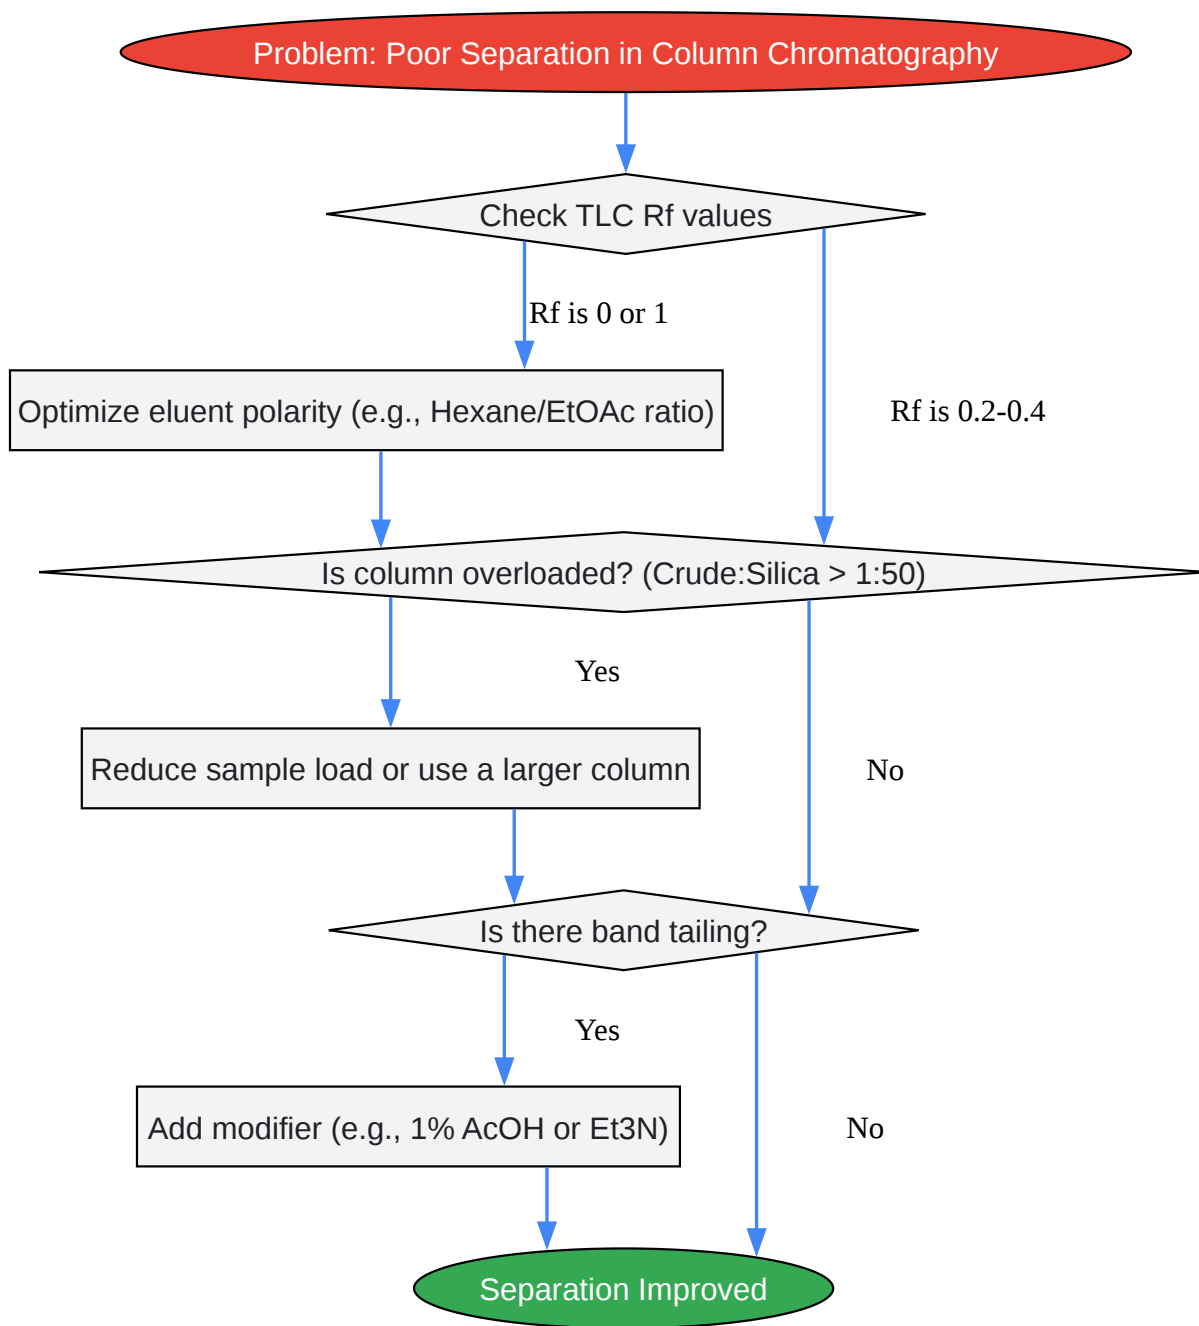 Problem: Poor Separation in Column Chromatography
Check TLC Rf values
Rf is 0 or 1
Optimize eluent polarity (e.g., Hexane/EtOAc ratio)
Rf is 0.2-0.4
Is column overloaded? (Crude:Silica > 1:50)
Yes
Reduce sample load or use a larger column
No
Is there band tailing?
Yes
Add modifier (e.g., 1% AcOH or Et3N)
No
Separation Improved